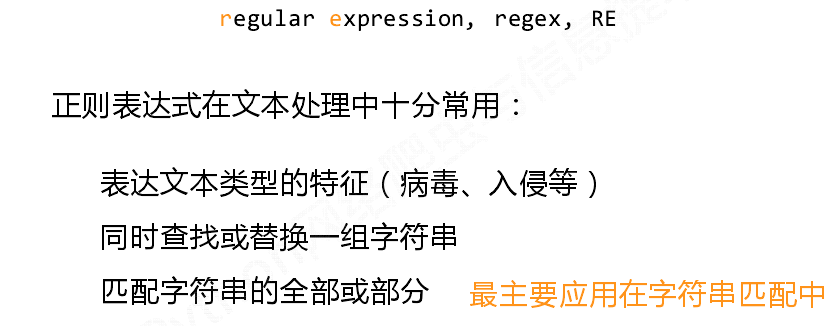 regular expression, regex, RE
正则表达式在文本处理中十分常用：
表达文本类型的特征（病毒、入侵等）
同时查找或替换一组字符串
匹配字符串的全部或部分 最主要应用在字符串匹配中